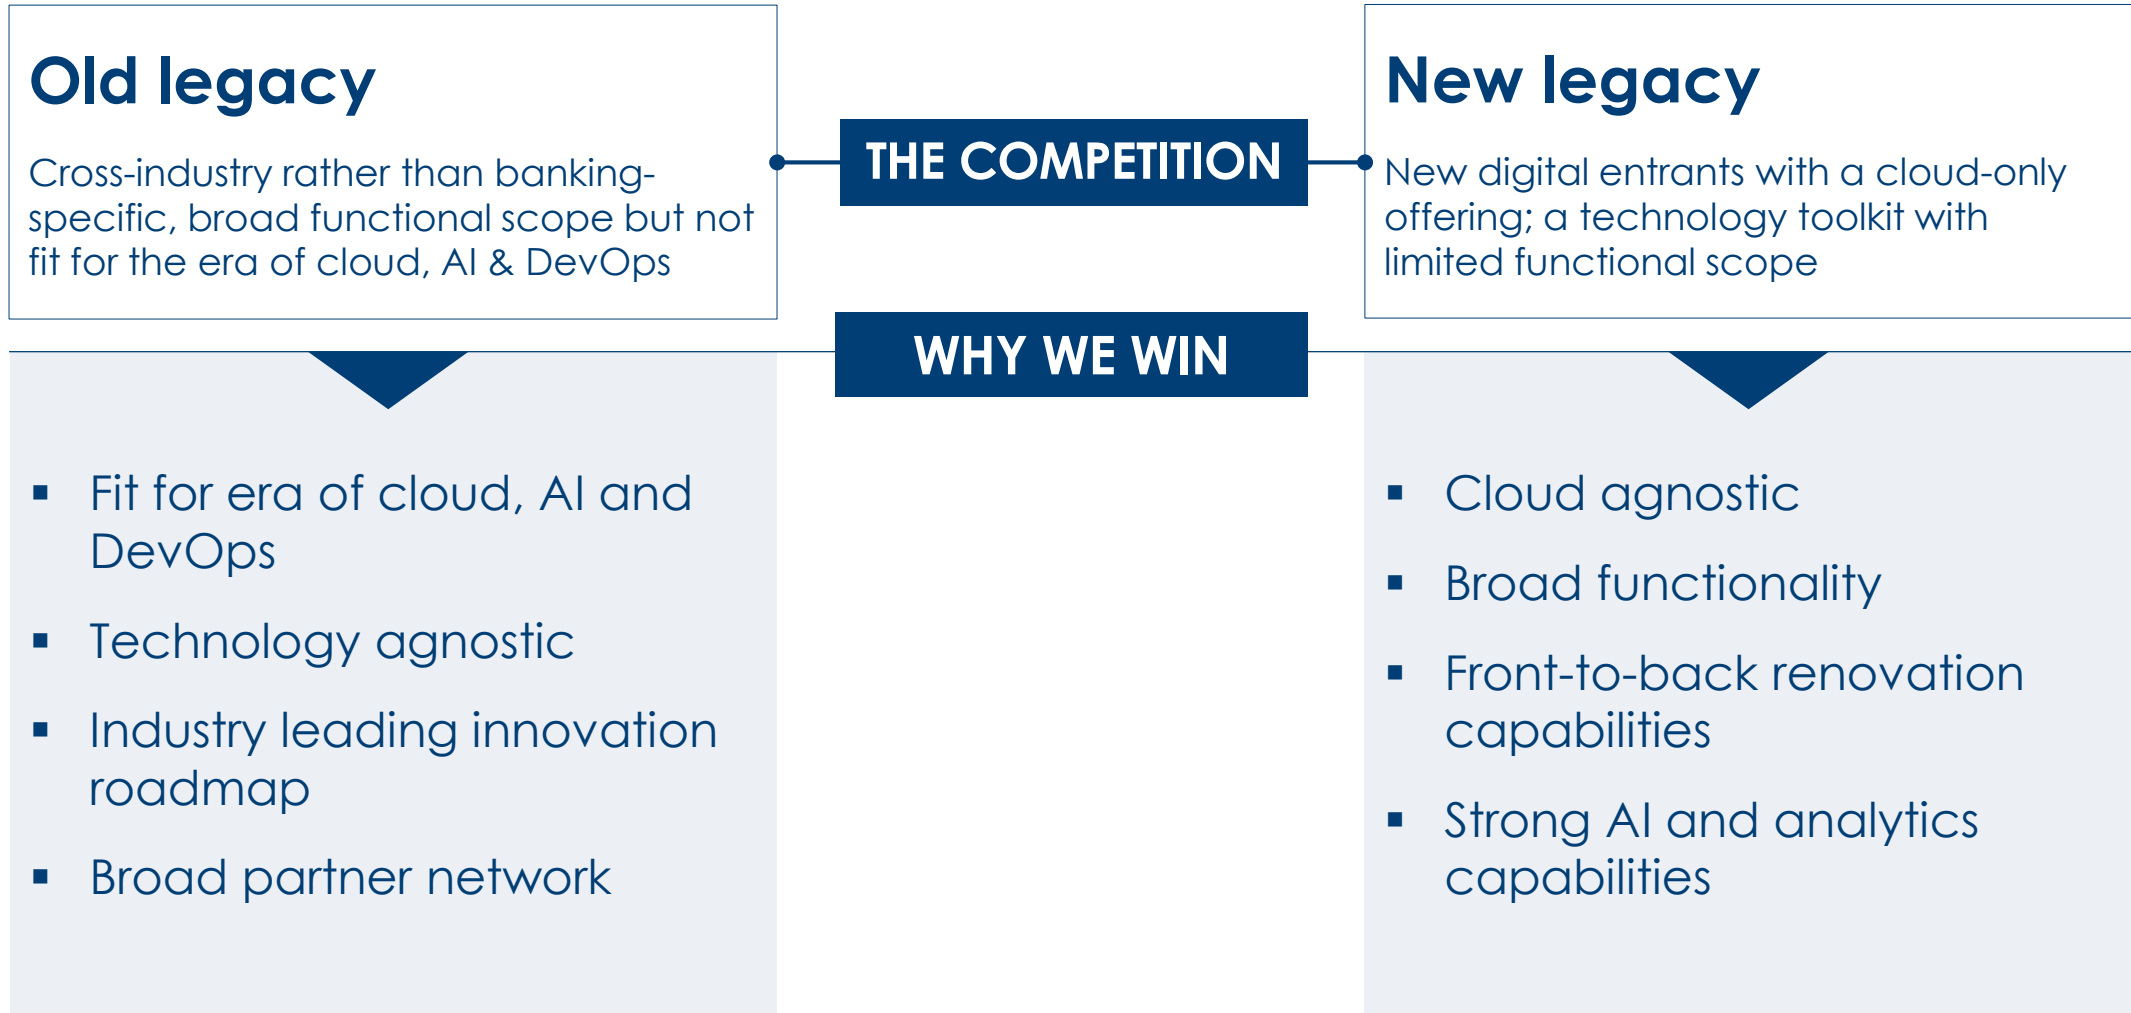 Old legacy
Cross-industry rather than banking-
specific, broad functional scope but not
fit for the era of cloud, AI & DevOps
THE COMPETITION
New legacy
New digital entrants with a cloud-only
offering; a technology toolkit with
limited functional scope
WHY WE WIN
▪ Fit for era of cloud, AI and
DevOps
▪ Technology agnostic
▪ Industry leading innovation
roadmap
▪ Broad partner network
▪ Cloud agnostic
▪ Broad functionality
▪ Front-to-back renovation
capabilities
▪ Strong AI and analytics
capabilities